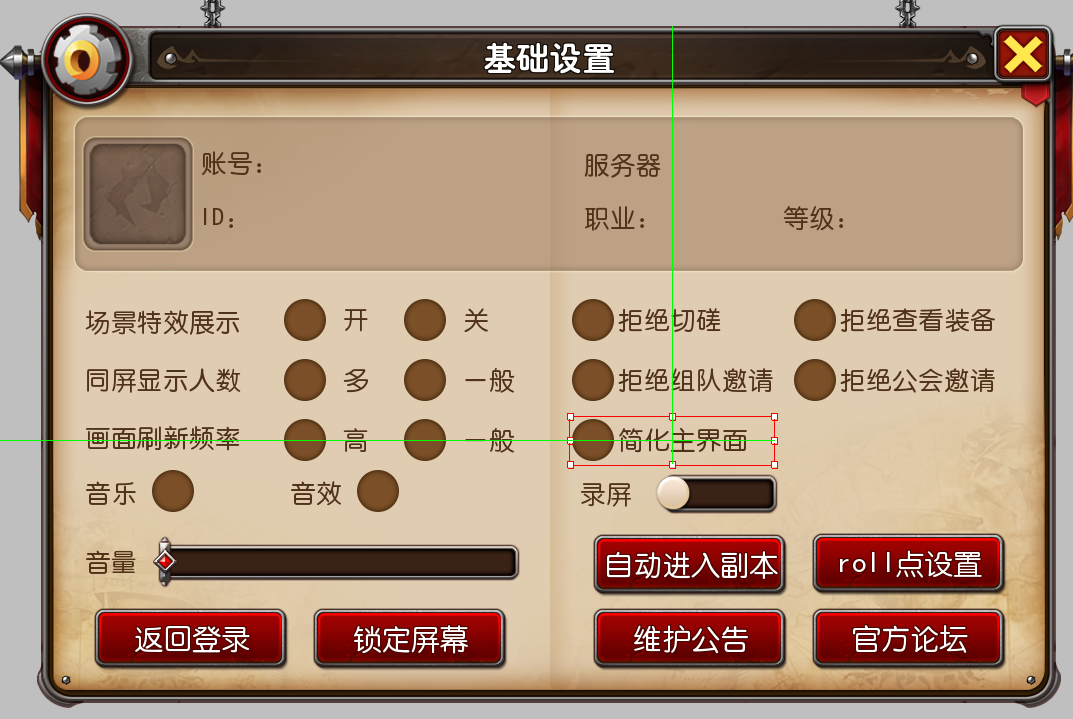 基础设置
账号： 服务器
ID： 职业： 等级：
场景特效展示 开 关 拒绝切磋 拒绝查看装备
同屏显示人数 多 一般 拒绝组队邀请 拒绝公会邀请
画面刷新频率 高 一般 简化主界面
音乐 音效 录屏
音量 自动进入副本 roll点设置
返回登录 锁定屏幕 维护公告 官方论坛